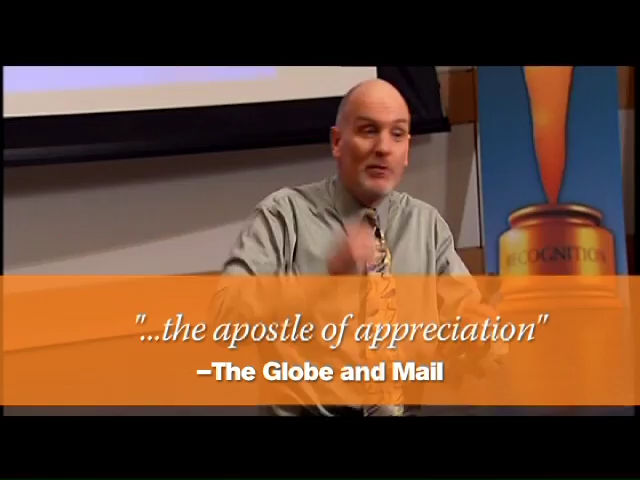 RECOGNITION
"...the apostle of appreciation"
–The Globe and Mail